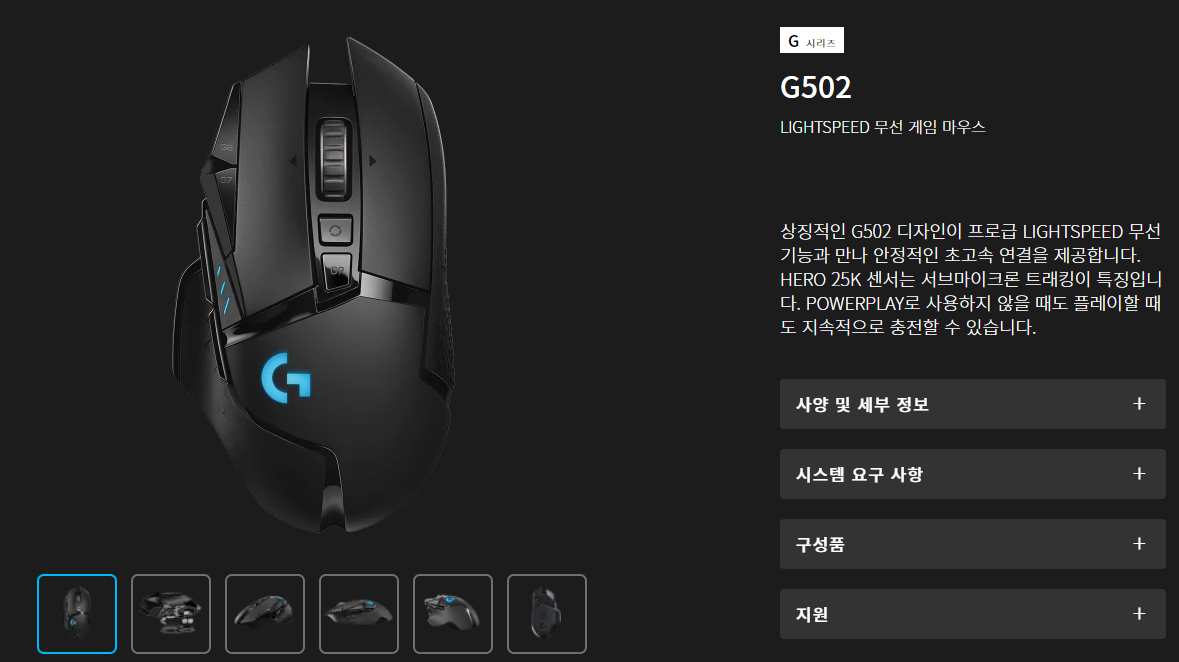 G 시리즈
G502
LIGHTSPEED 무선 게임 마우스
상징적인 G502 디자인이 프로급 LIGHTSPEED 무선
기능과 만나 안정적인 초고속 연결을 제공합니다.
HERO 25K 센서는 서브마이크론 트래킹이 특징입니
다. POWERPLAY로 사용하지 않을 때도 플레이할 때
도 지속적으로 충전할 수 있습니다.
사양 및 세부 정보 +
시스템 요구 사항 +
구성품 +
지원 +
G8
G7
G9